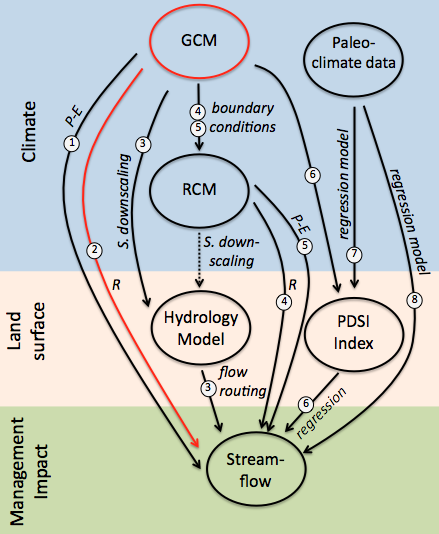 GCM
Paleo-
climate data
P-E
1
4
5
boundary
conditions
3
S. downscaling
6
Climate
RCM
regression model
7
regression model
P-E
5
2
R
S. down-
scaling
R
4
8
Land
surface
Hydrology
Model
PDSI
Index
3
flow
routing
6
regression
Management
Impact
Stream-
flow